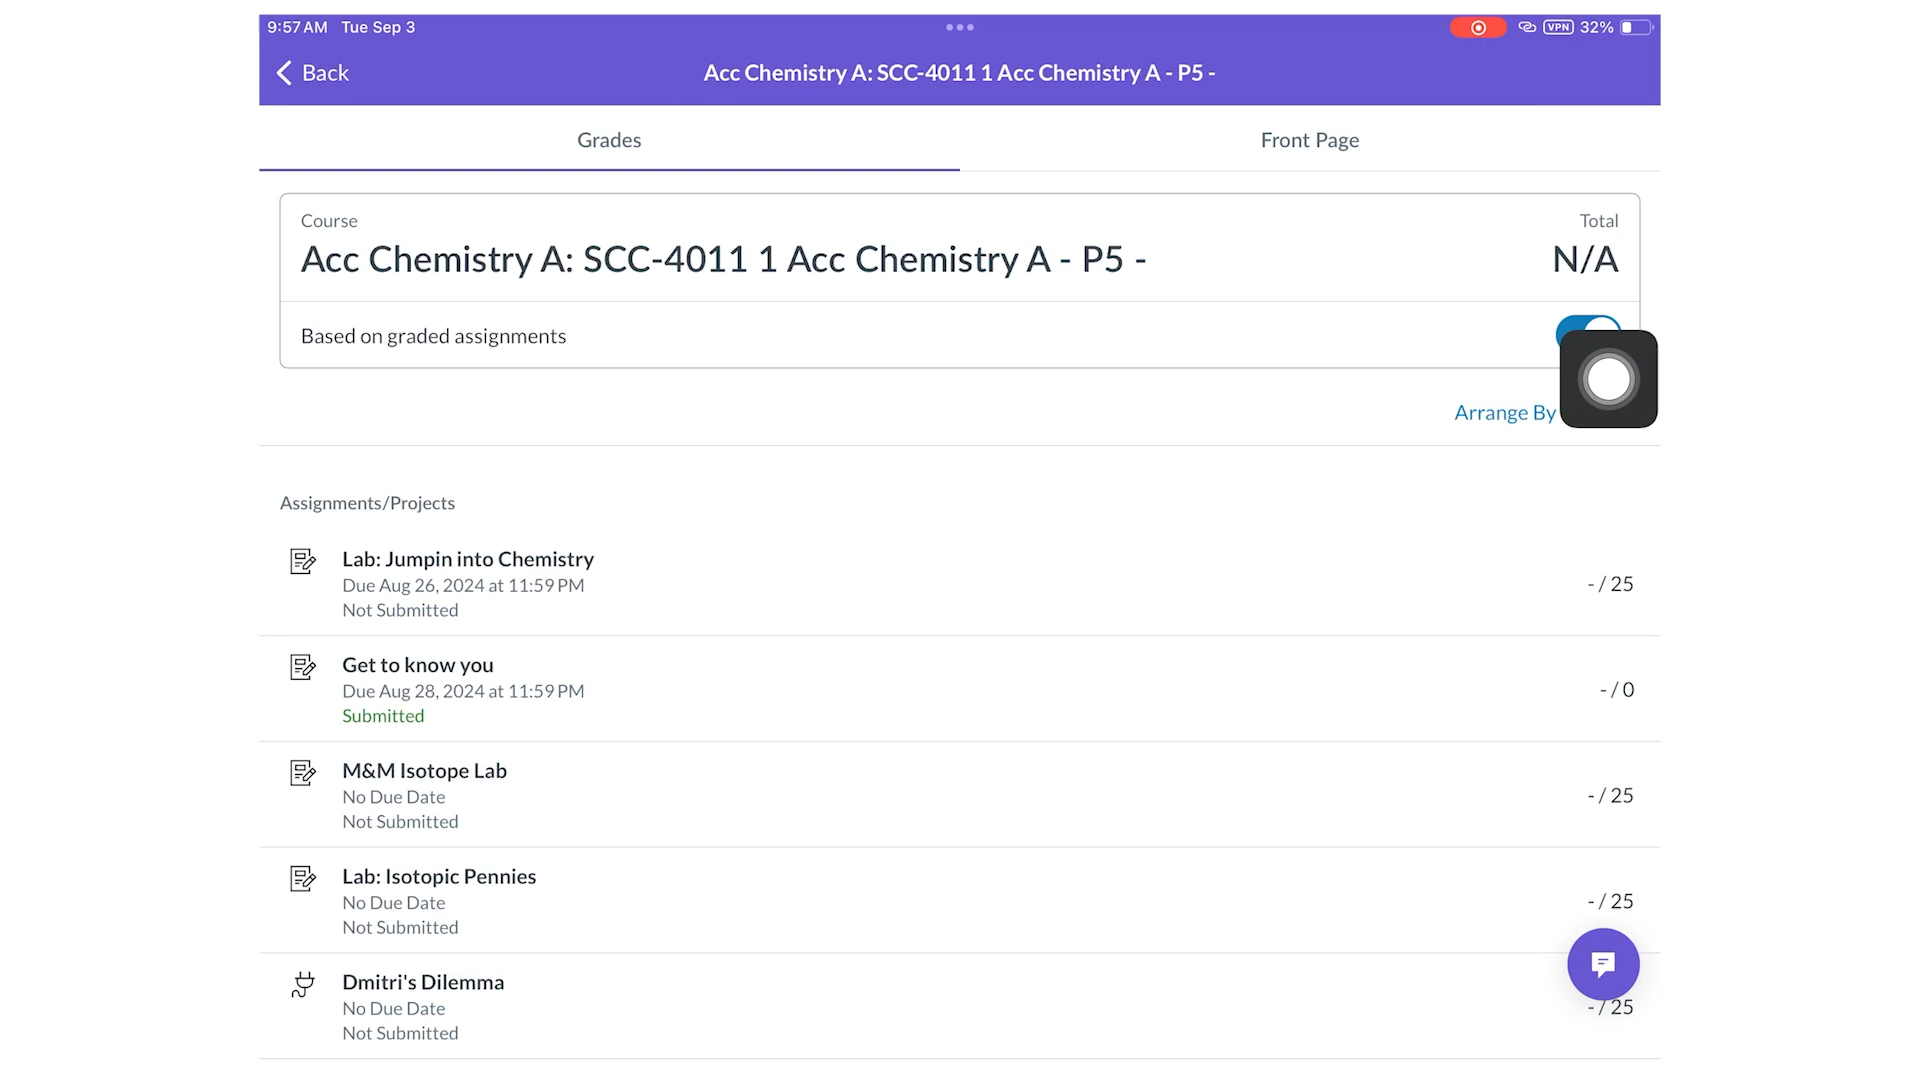 9:57 AM Tue Sep 3
VPN 32%
Back
Acc Chemistry A: SCC-4011 1 Acc Chemistry A - P5 -
Grades
Front Page
Course
Total
Acc Chemistry A: SCC-4011 1 Acc Chemistry A - P5 -
N/A
Based on graded assignments
Arrange By
Assignments/Projects
Lab: Jumpin into Chemistry
Due Aug 26, 2024 at 11:59 PM
- / 25
Not Submitted
Get to know you
Due Aug 28, 2024 at 11:59 PM
- / 0
Submitted
M&M Isotope Lab
No Due Date
- / 25
Not Submitted
Lab: Isotopic Pennies
No Due Date
- / 25
Not Submitted
Dmitri's Dilemma
No Due Date
- / 25
Not Submitted